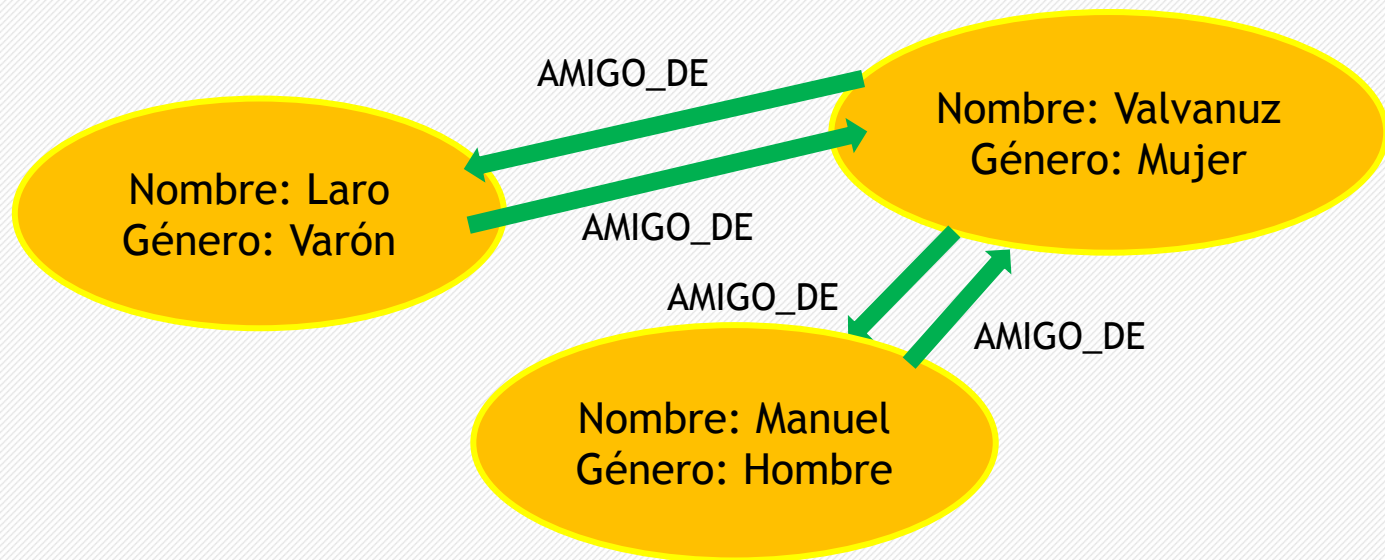 AMIGO_DE
Nombre: Valvanuz
Género: Mujer
Nombre: Laro
Género: Varón
AMIGO_DE
AMIGO_DE
AMIGO_DE
Nombre: Manuel
Género: Hombre